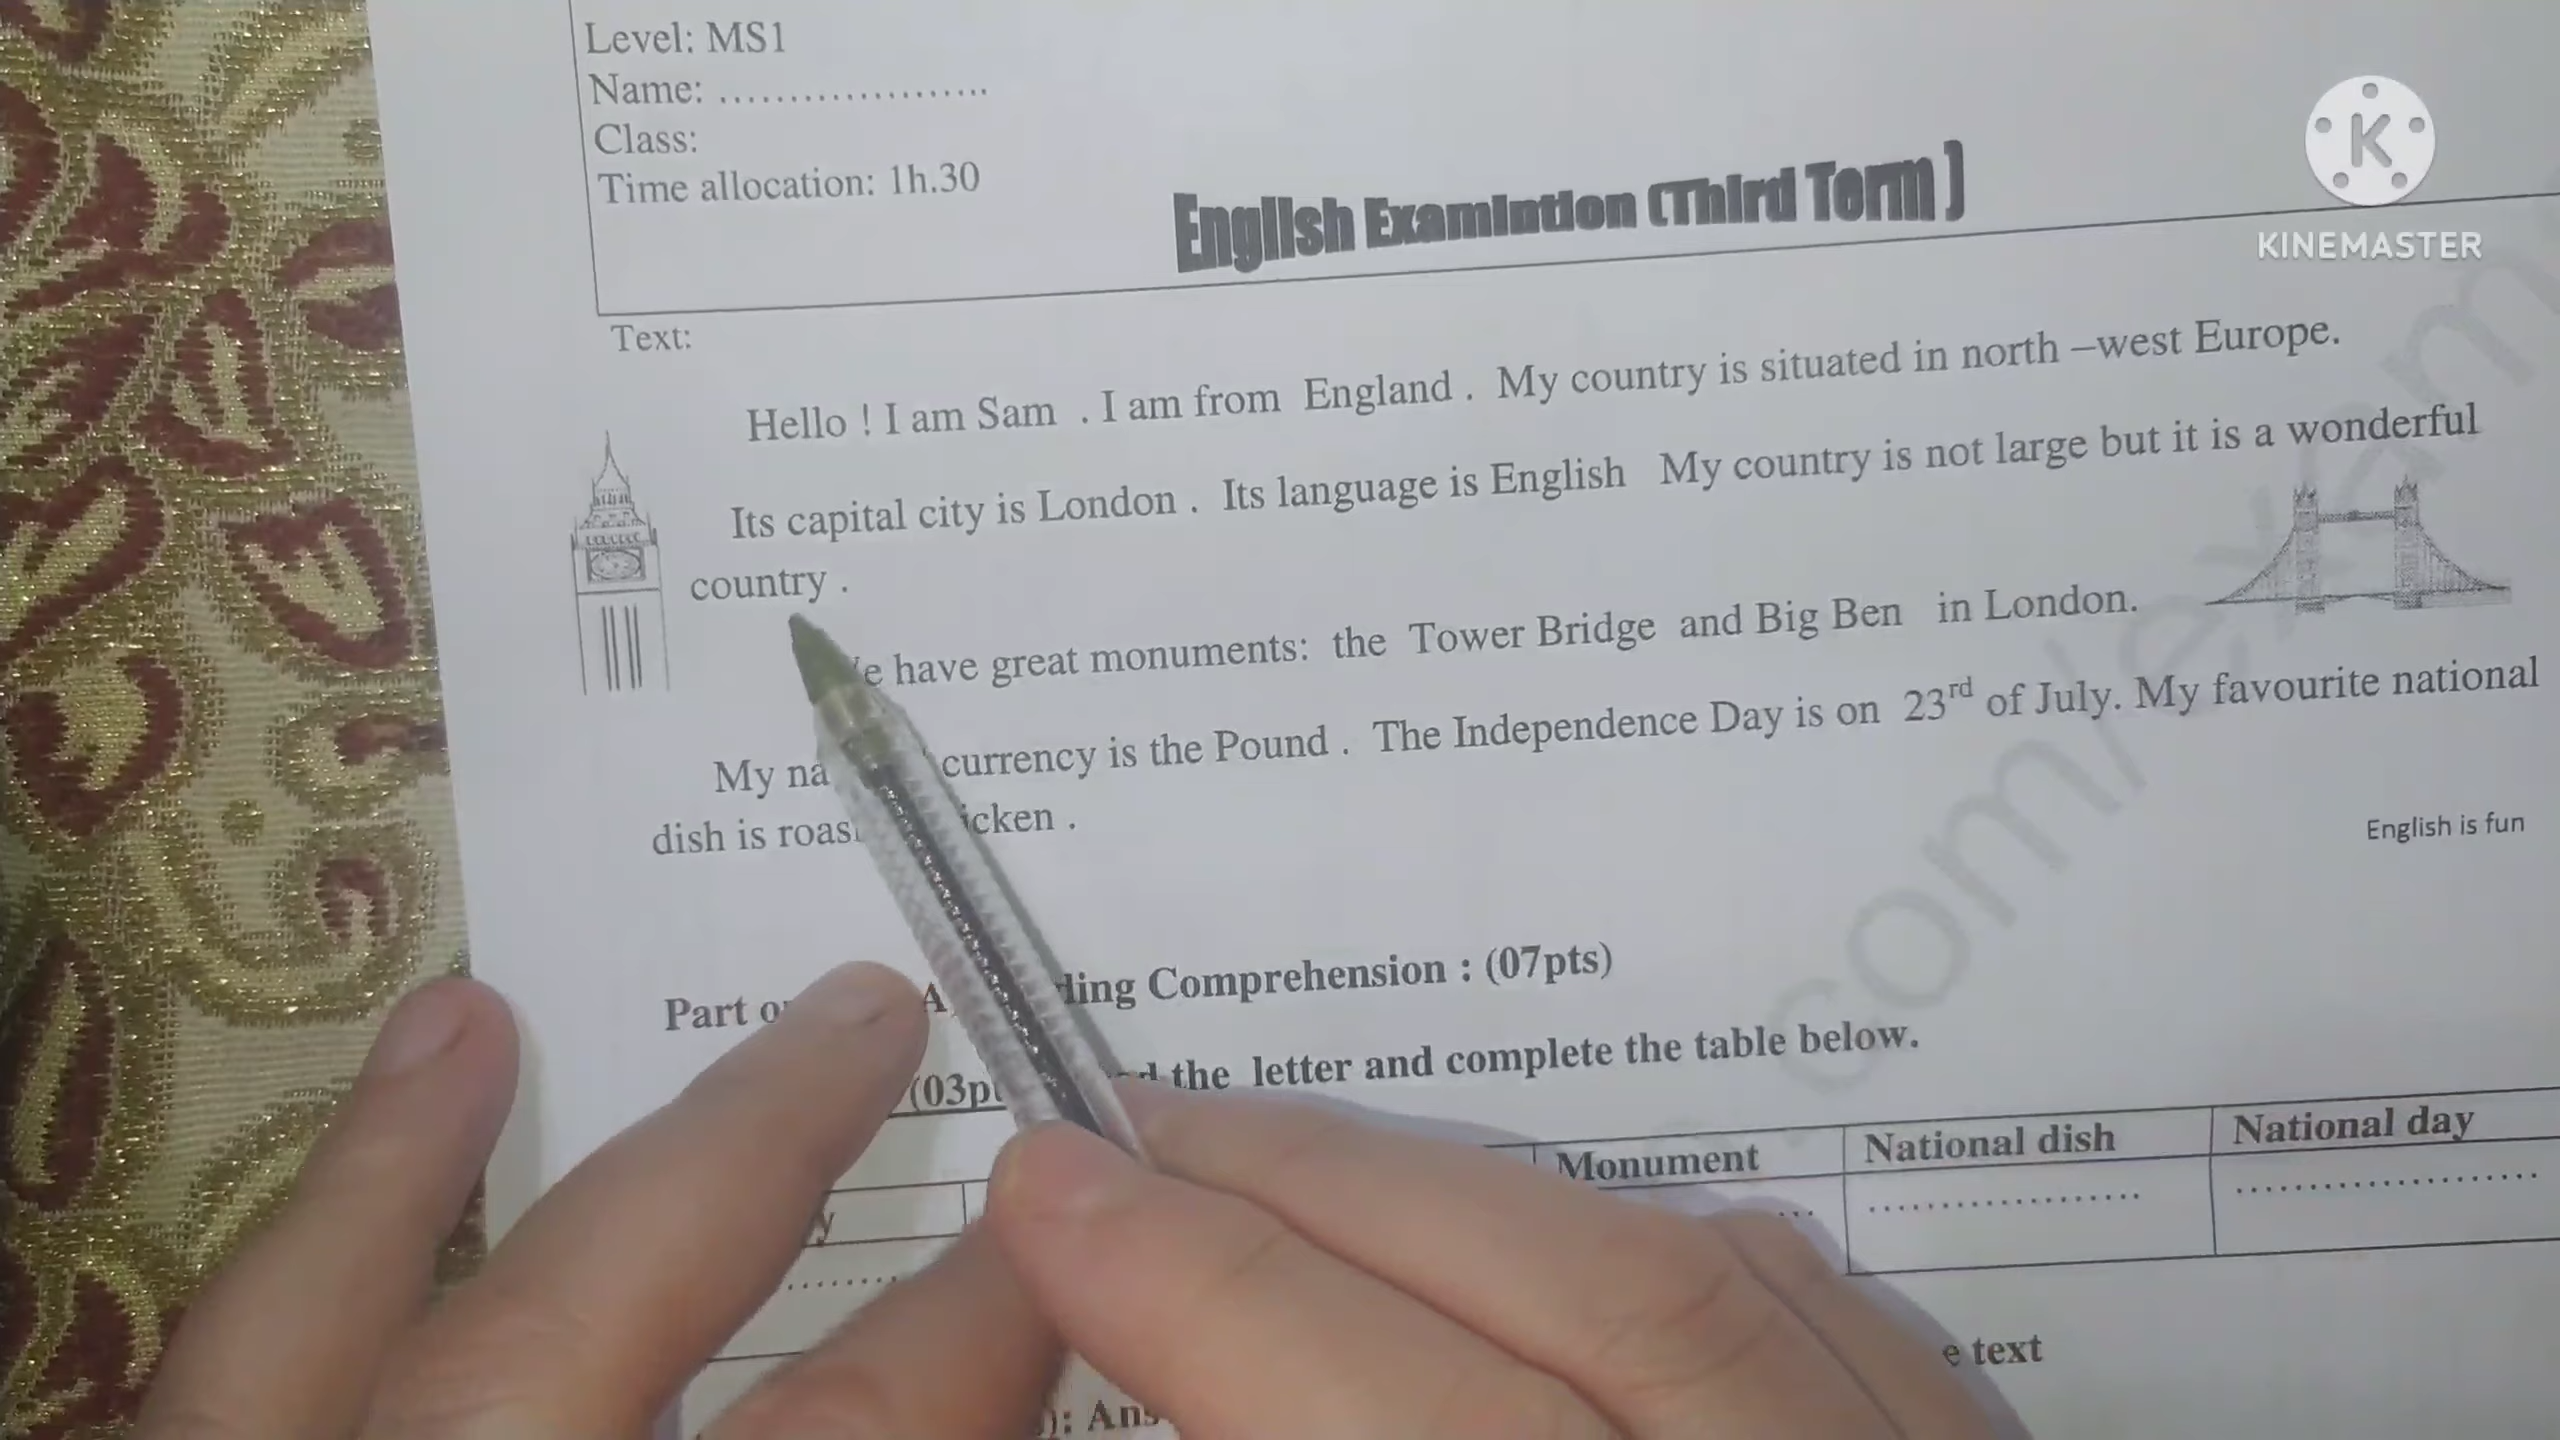 Level: MS1
Name: ....................
Class:
Time allocation: 1h.30
English Examintion (Third Term )
KINEMASTER
Text:
Hello ! I am Sam . I am from England . My country is situated in north –west Europe.
Its capital city is London . Its language is English My country is not large but it is a wonderful
country .
have great monuments: the Tower Bridge and Big Ben in London.
My currency is the Pound . The Independence Day is on 23rd of July. My favourite national
dish is .
English is fun
Part Comprehension : (07pts)
the letter and complete the table below.
Monument National dish National day
text